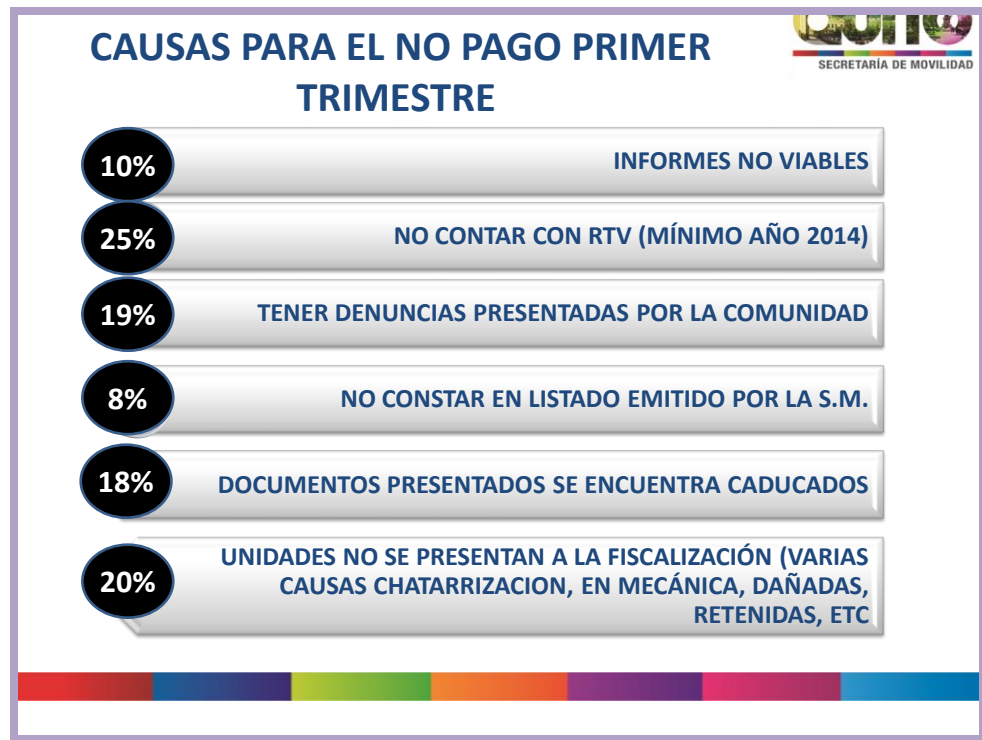 CAUSAS PARA EL NO PAGO PRIMER
TRIMESTRE
QUITO
SECRETARÍA DE MOVILIDAD
10%
INFORMES NO VIABLES
25%
NO CONTAR CON RTV (MÍNIMO AÑO 2014)
19%
TENER DENUNCIAS PRESENTADAS POR LA COMUNIDAD
8%
NO CONSTAR EN LISTADO EMITIDO POR LA S.M.
18%
DOCUMENTOS PRESENTADOS SE ENCUENTRA CADUCADOS
20%
UNIDADES NO SE PRESENTAN A LA FISCALIZACIÓN (VARIAS
CAUSAS CHATARRIZACION, EN MECÁNICA, DAÑADAS,
RETENIDAS, ETC